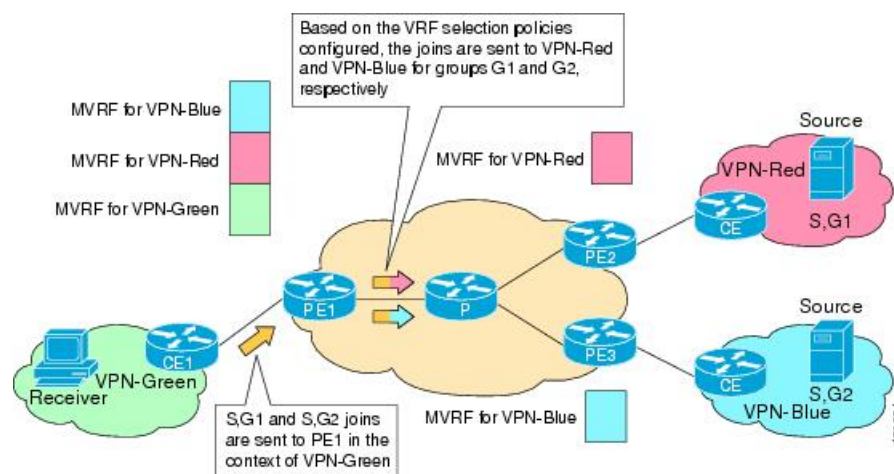 Based on the VRF selection policies
configured, the joins are sent to VPN-Red
and VPN-Blue for groups G1 and G2,
respectively
MVRF for VPN-Blue
MVRF for VPN-Red
MVRF for VPN-Green
MVRF for VPN-Red
Source
VPN-Red
S,G1
CE
PE2
PE1
P
CE1
VPN-Green
Receiver
PE3
Source
CE
S,G2
VPN-Blue
MVRF for VPN-Blue
S,G1 and S,G2 joins
are sent to PE1 in the
context of VPN-Green